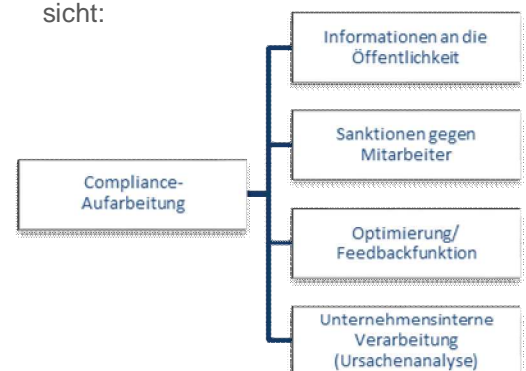 sicht:
Informationen an die
Öffentlichkeit
Sanktionen gegen
Mitarbeiter
Compliance-
Aufarbeitung
Optimierung/
Feedbackfunktion
Unternehmensinterne
Verarbeitung
(Ursachenanalyse)